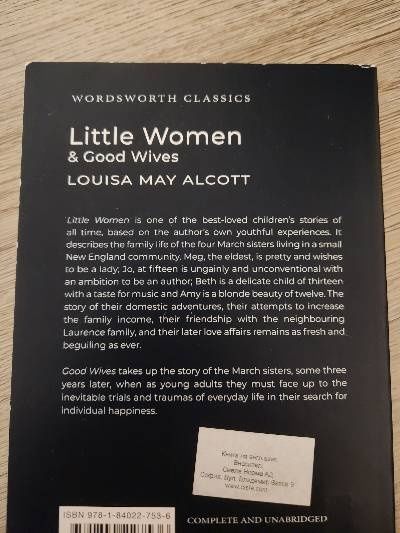 WORDSWORTH CLASSICS
Little Women
& Good Wives
LOUISA MAY ALCOTT
Little Women is one of the best-loved children's stories of
all time, based on the author's own youthful experiences. It
describes the family life of the four March sisters living in a small
New England community. Meg, the eldest, is pretty and wishes
to be a lady; Jo, at fifteen is ungainly and unconventional with
an ambition to be an author; Beth is a delicate child of thirteen
with a taste for music and Amy is a blonde beauty of twelve. The
story of their domestic adventures, their attempts to increase
the family income, their friendship with the neighbouring
Laurence family, and their later love affairs remains as fresh and
beguiling as ever.
Good Wives takes up the story of the March sisters, some three
years later, when as young adults they must face up to the
inevitable trials and traumas of everyday life in their search for
individual happiness.
Книга на англ. език
Вносител:
София, бул.
ISBN 978-1-84022-753-6
COMPLETE AND UNABRIDGED